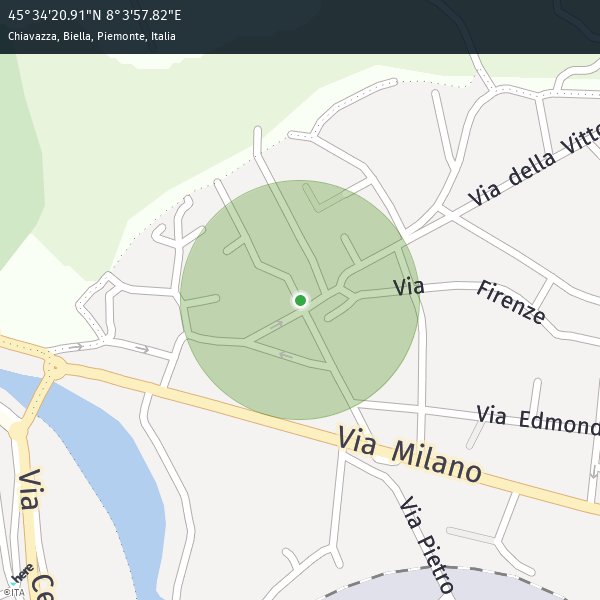 45°34'20.91"N 8°3'57.82"E
Chiavazza, Biella, Piemonte, Italia
Via della Vitto
Via Firenze
Via Edmond
Via Milano
Via
Via Pietro
Ce
here
©ITA